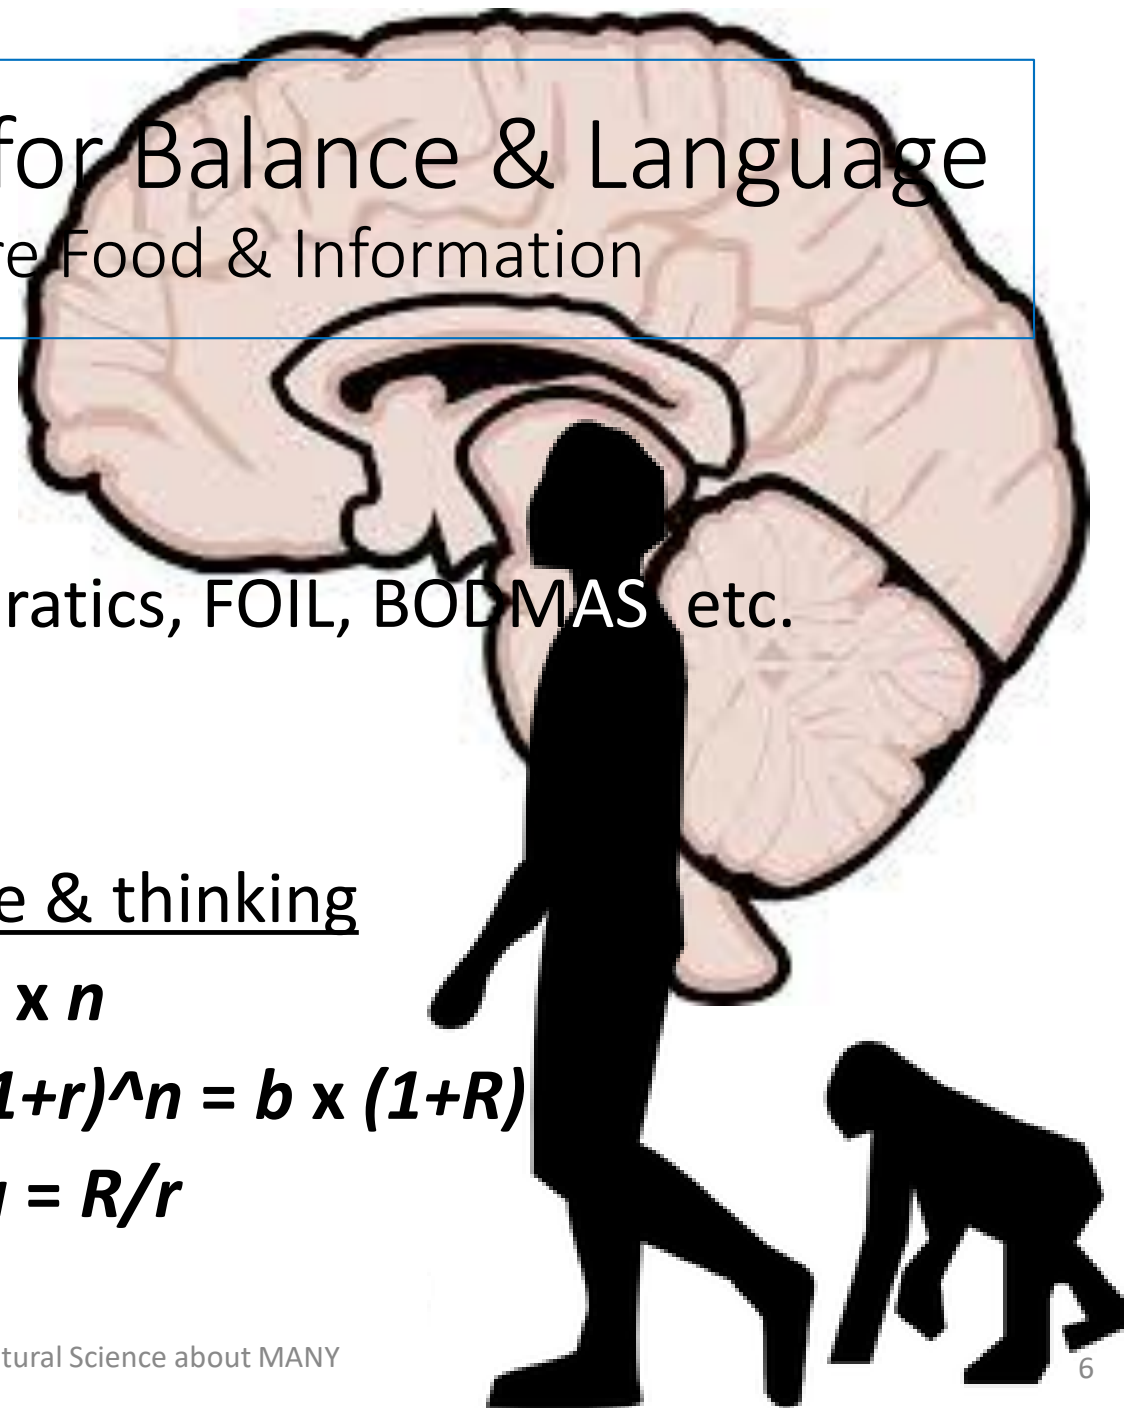 for Balance & Language
re Food & Information
ratics, FOIL, BODMAS etc.
e & thinking
x n
1+r)^n = b x (1+R)
= R/r
tural Science about MANY
6